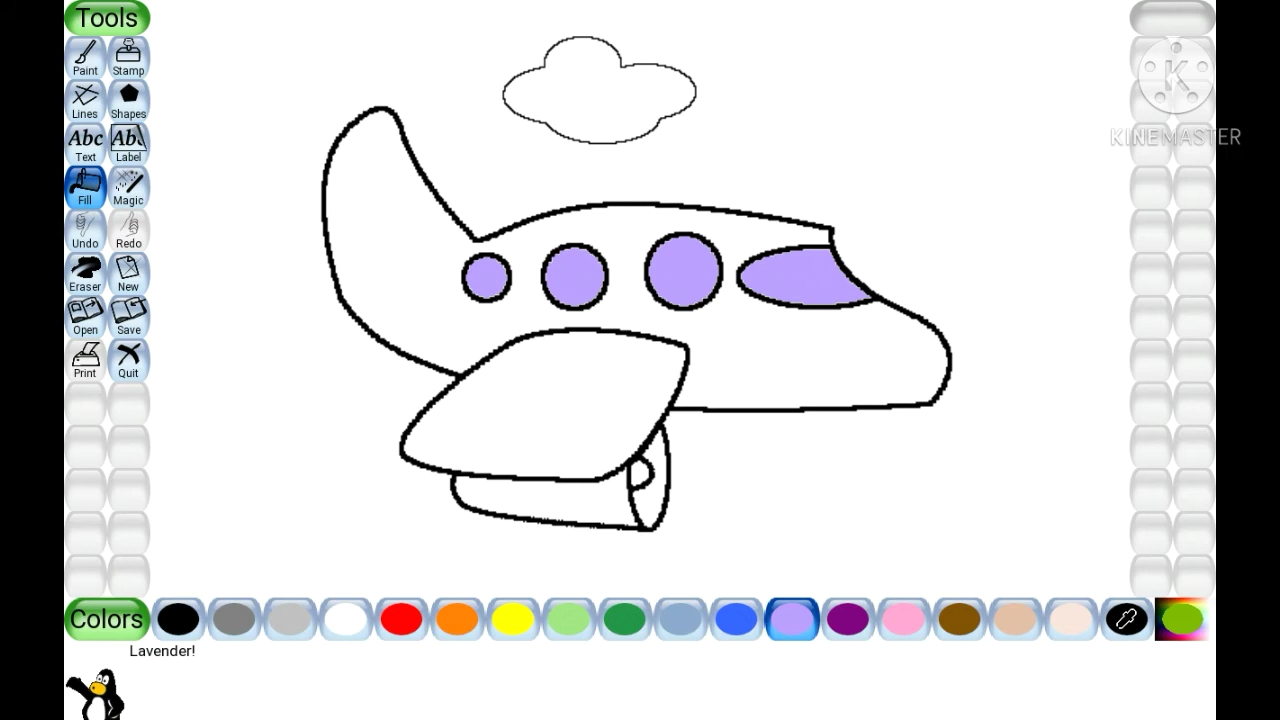 Tools
Paint
Stamp
Lines
Shapes
Abc
Abc
Text
Label
Fill
Magic
Undo
Redo
Eraser
New
Open
Save
Print
Quit
K
KINEMASTER
Colors
Lavender!